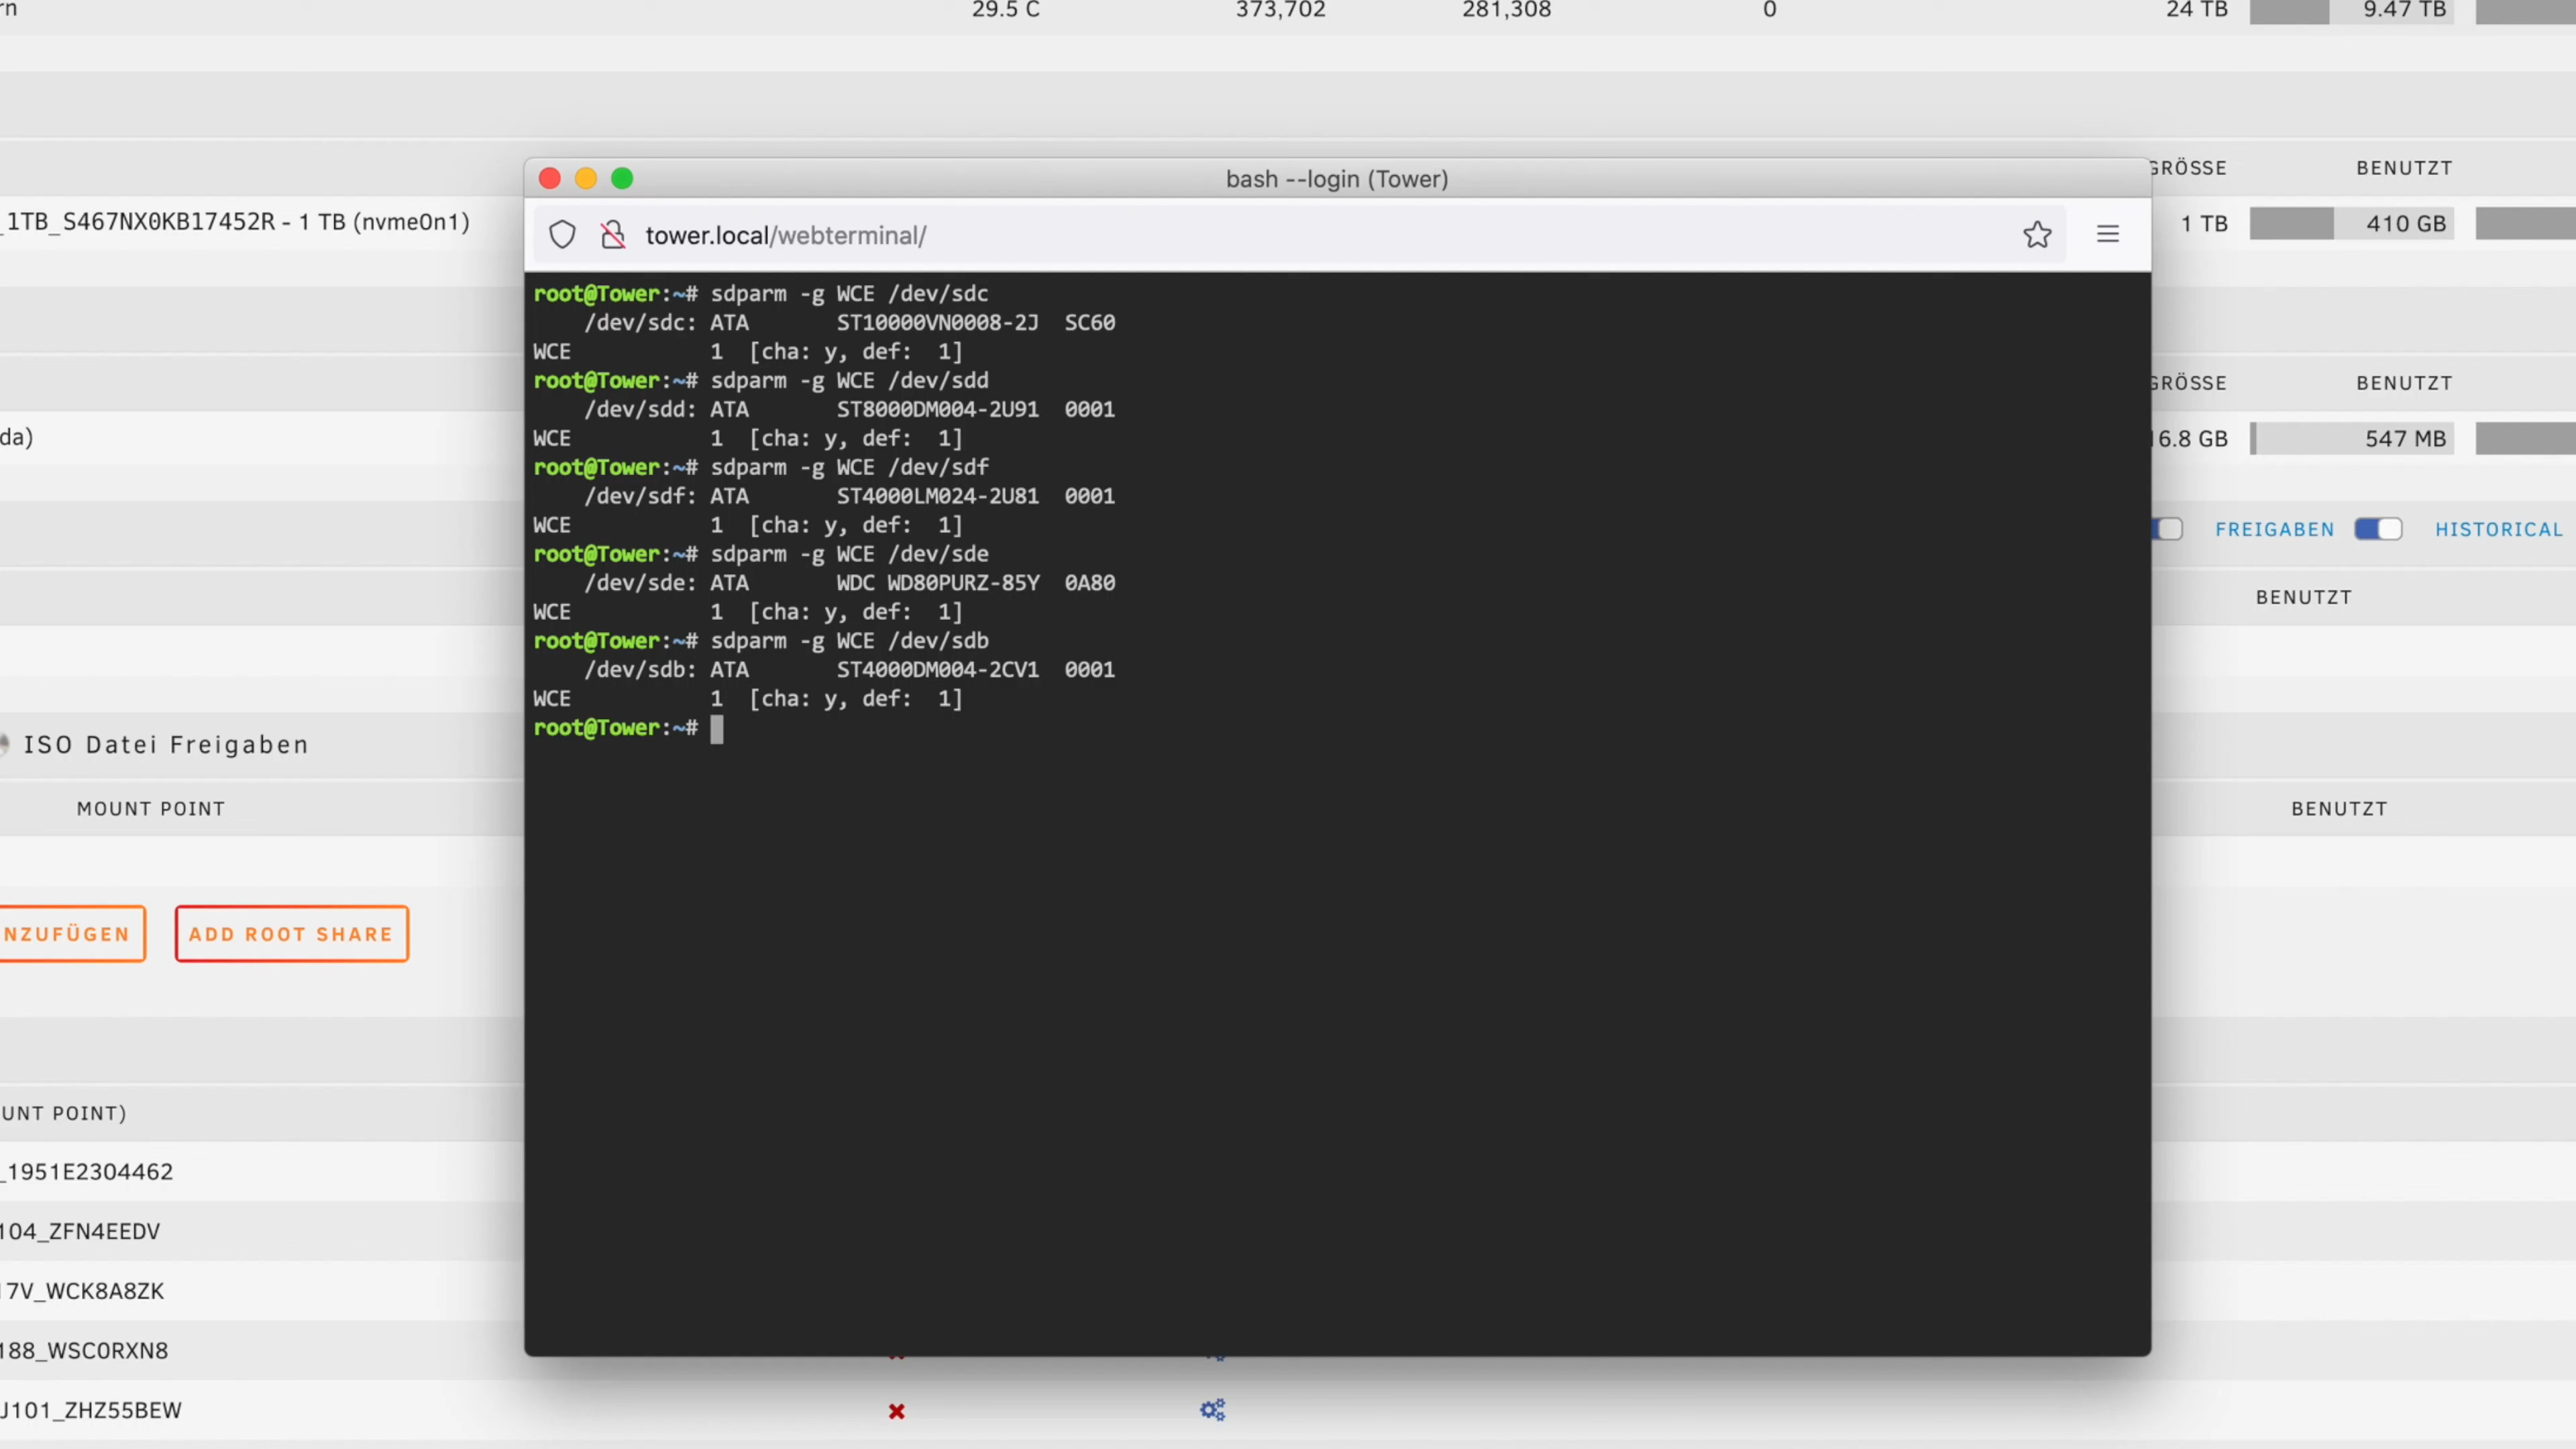 29.5 C 373,702 281,308 0 24 TB 9.47 TB
bash --login (Tower)
tower.local/webterminal/
root@Tower:~# sdparm -g WCE /dev/sdc
/dev/sdc: ATA ST10000VN0008-2J SC60
WCE 1 [cha: y, def: 1]
root@Tower:~# sdparm -g WCE /dev/sdd
/dev/sdd: ATA ST8000DM004-2U91 0001
WCE 1 [cha: y, def: 1]
root@Tower:~# sdparm -g WCE /dev/sdf
/dev/sdf: ATA ST4000LM024-2U81 0001
WCE 1 [cha: y, def: 1]
root@Tower:~# sdparm -g WCE /dev/sde
/dev/sde: ATA WDC WD80PURZ-85Y 0A80
WCE 1 [cha: y, def: 1]
root@Tower:~# sdparm -g WCE /dev/sdb
/dev/sdb: ATA ST4000DM004-2CV1 0001
WCE 1 [cha: y, def: 1]
root@Tower:~#
GRÖSSE BENUTZT
_1TB_S467NX0KB17452R - 1 TB (nvme0n1) 1 TB 410 GB
GRÖSSE BENUTZT
da) 16.8 GB 547 MB
FREIGABEN HISTORICAL
BENUTZT
ISO Datei Freigaben
MOUNT POINT BENUTZT
NZUFÜGEN ADD ROOT SHARE
UNT POINT)
_1951E2304462
104_ZFN4EEDV
17V_WCK8A8ZK
188_WSC0RXN8
J101_ZHZ55BEW